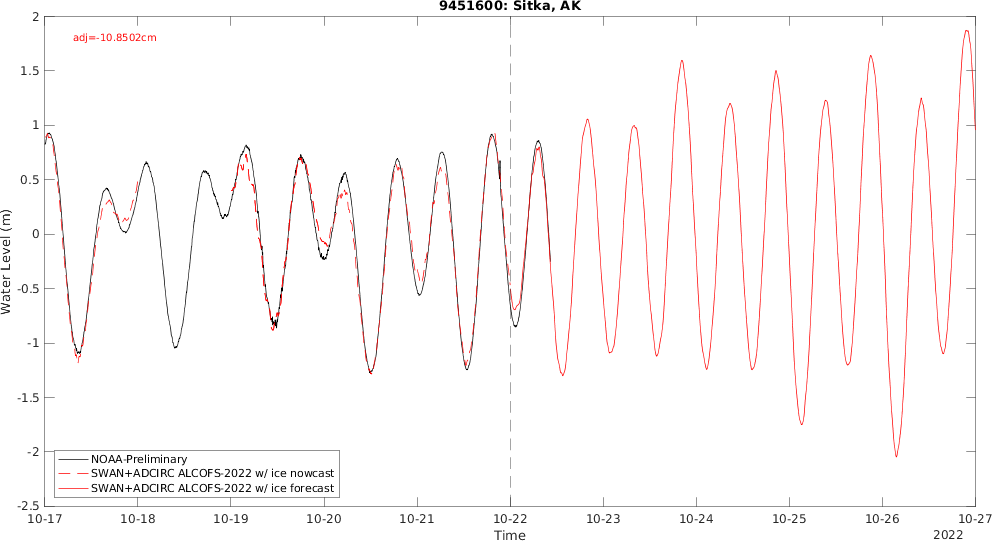 9451600: Sitka, AK
adj=-10.8502cm
2
1.5
1
0.5
0
-0.5
-1
-1.5
-2
-2.5
Water Level (m)
NOAA-Preliminary
SWAN+ADCIRC ALCOFS-2022 w/ ice nowcast
SWAN+ADCIRC ALCOFS-2022 w/ ice forecast
10-17 10-18 10-19 10-20 10-21 10-22 10-23 10-24 10-25 10-26 10-27
Time
2022